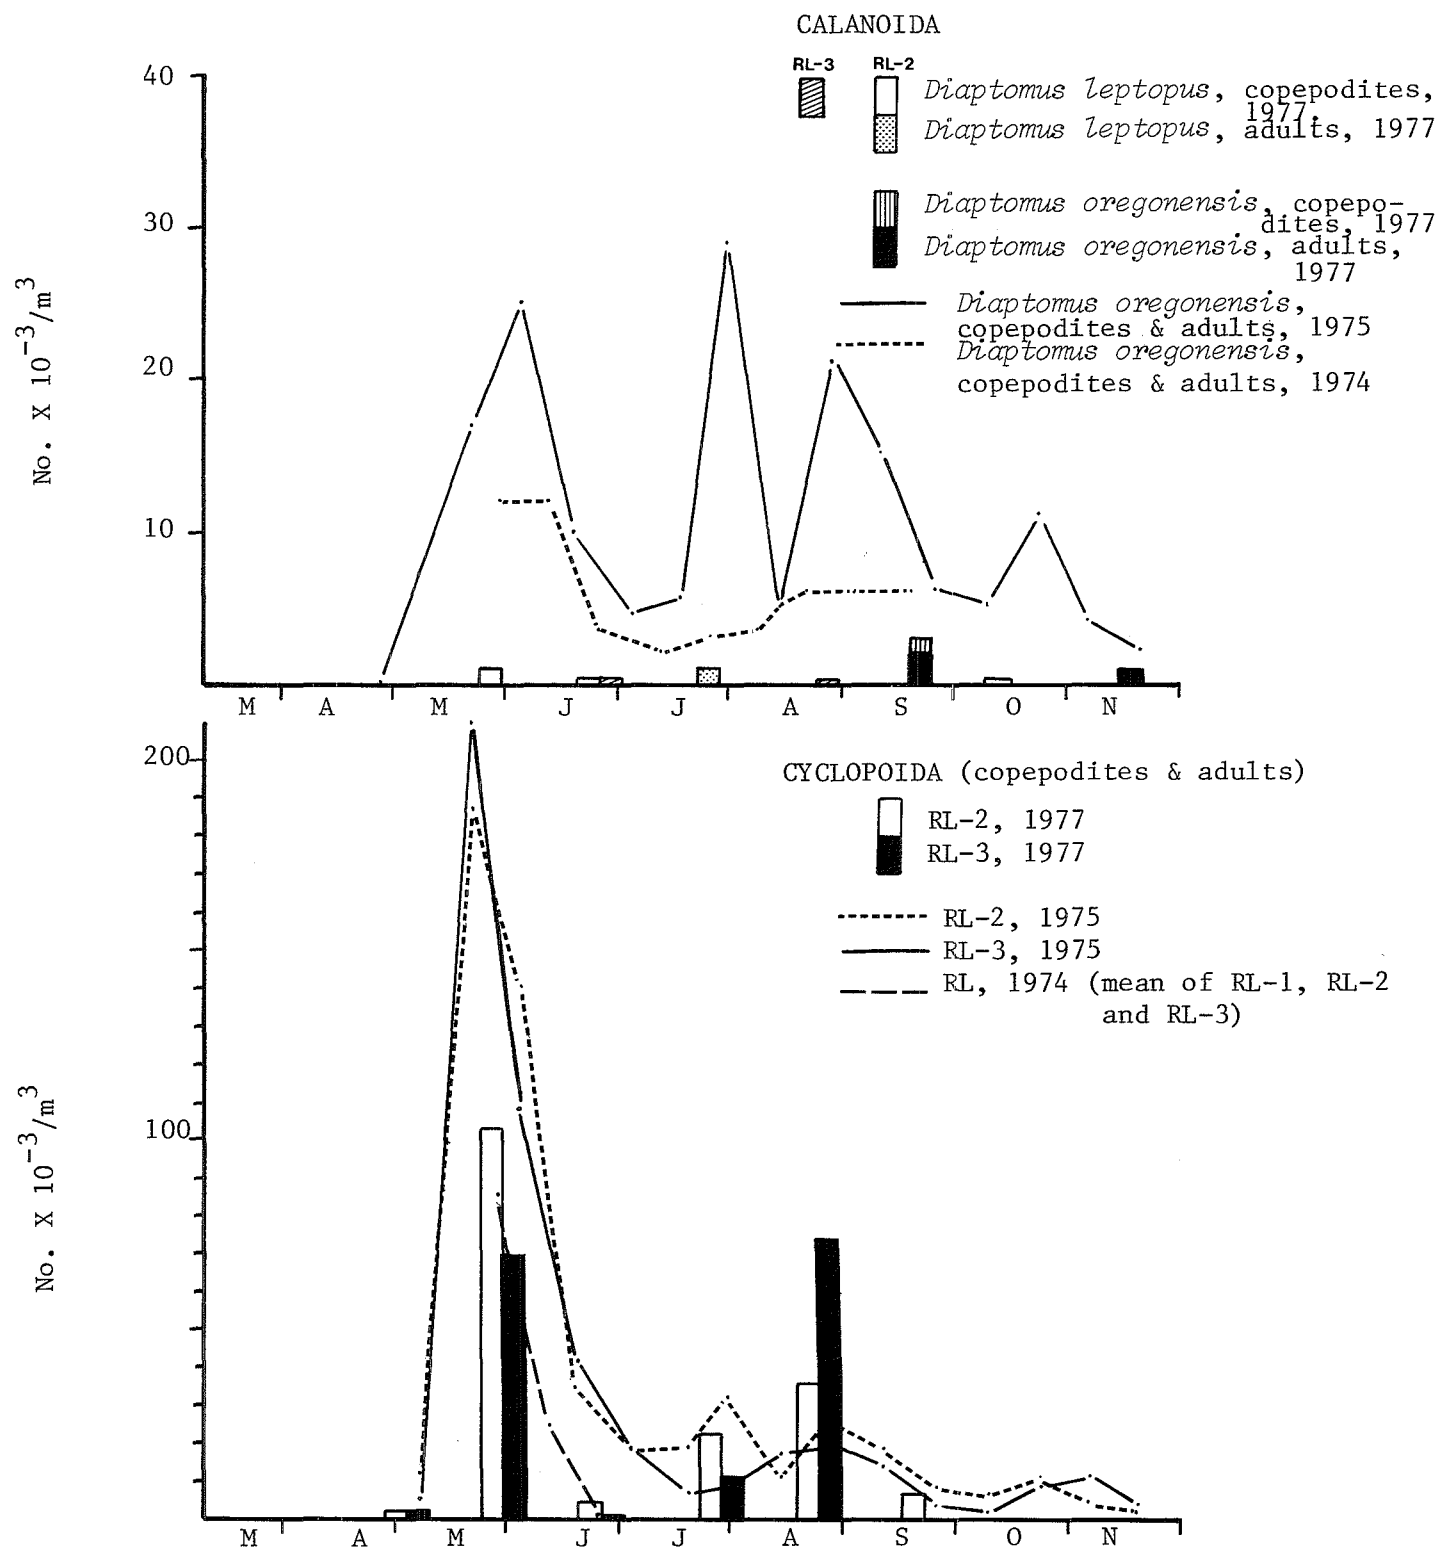 CALANOIDA
RL-3 RL-2
Diaptomus leptopus, copepodites,
1977.
Diaptomus leptopus, adults, 1977
Diaptomus oregonensis, copepo-
dites, 1977
Diaptomus oregonensis, adults,
1977
Diaptomus oregonensis,
copepodites & adults, 1975
Diaptomus oregonensis,
copepodites & adults, 1974
40
30
20
10
No. X 10⁻³/m³
M A M J J A S O N
CYCLOPOIDA (copepodites & adults)
RL-2, 1977
RL-3, 1977
RL-2, 1975
RL-3, 1975
RL, 1974 (mean of RL-1, RL-2
and RL-3)
200
100
No. X 10⁻³/m³
M A M J J A S O N